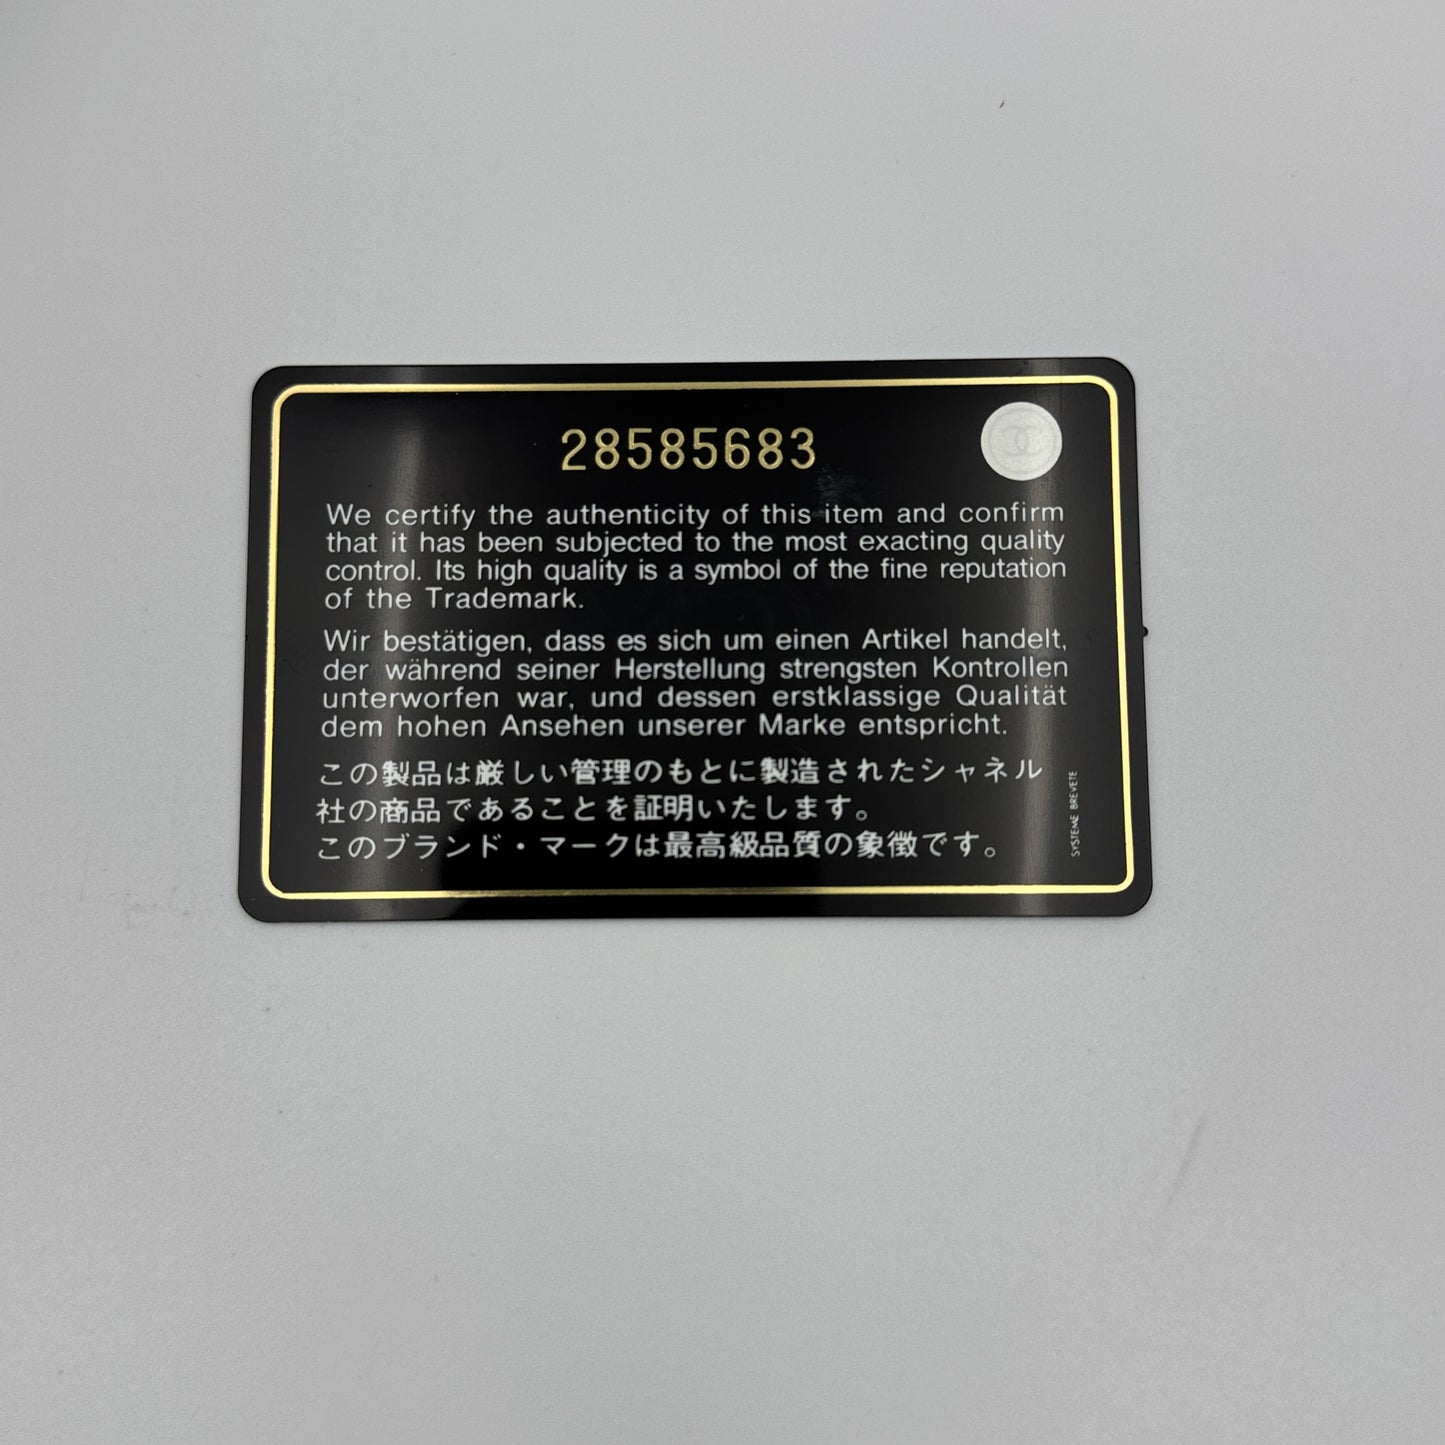 28585683
We certify the authenticity of this item and confirm
that it has been subjected to the most exacting quality
control. Its high quality is a symbol of the fine reputation
of the Trademark.
Wir bestätigen, dass es sich um einen Artikel handelt,
der während seiner Herstellung strengsten Kontrollen
unterworfen war, und dessen erstklassige Qualität
dem hohen Ansehen unserer Marke entspricht.
この製品は厳しい管理のもとに製造されたシャネル
社の商品であることを証明いたします。
このブランド・マークは最高級品質の象徴です。
SYSTEME BREVETE